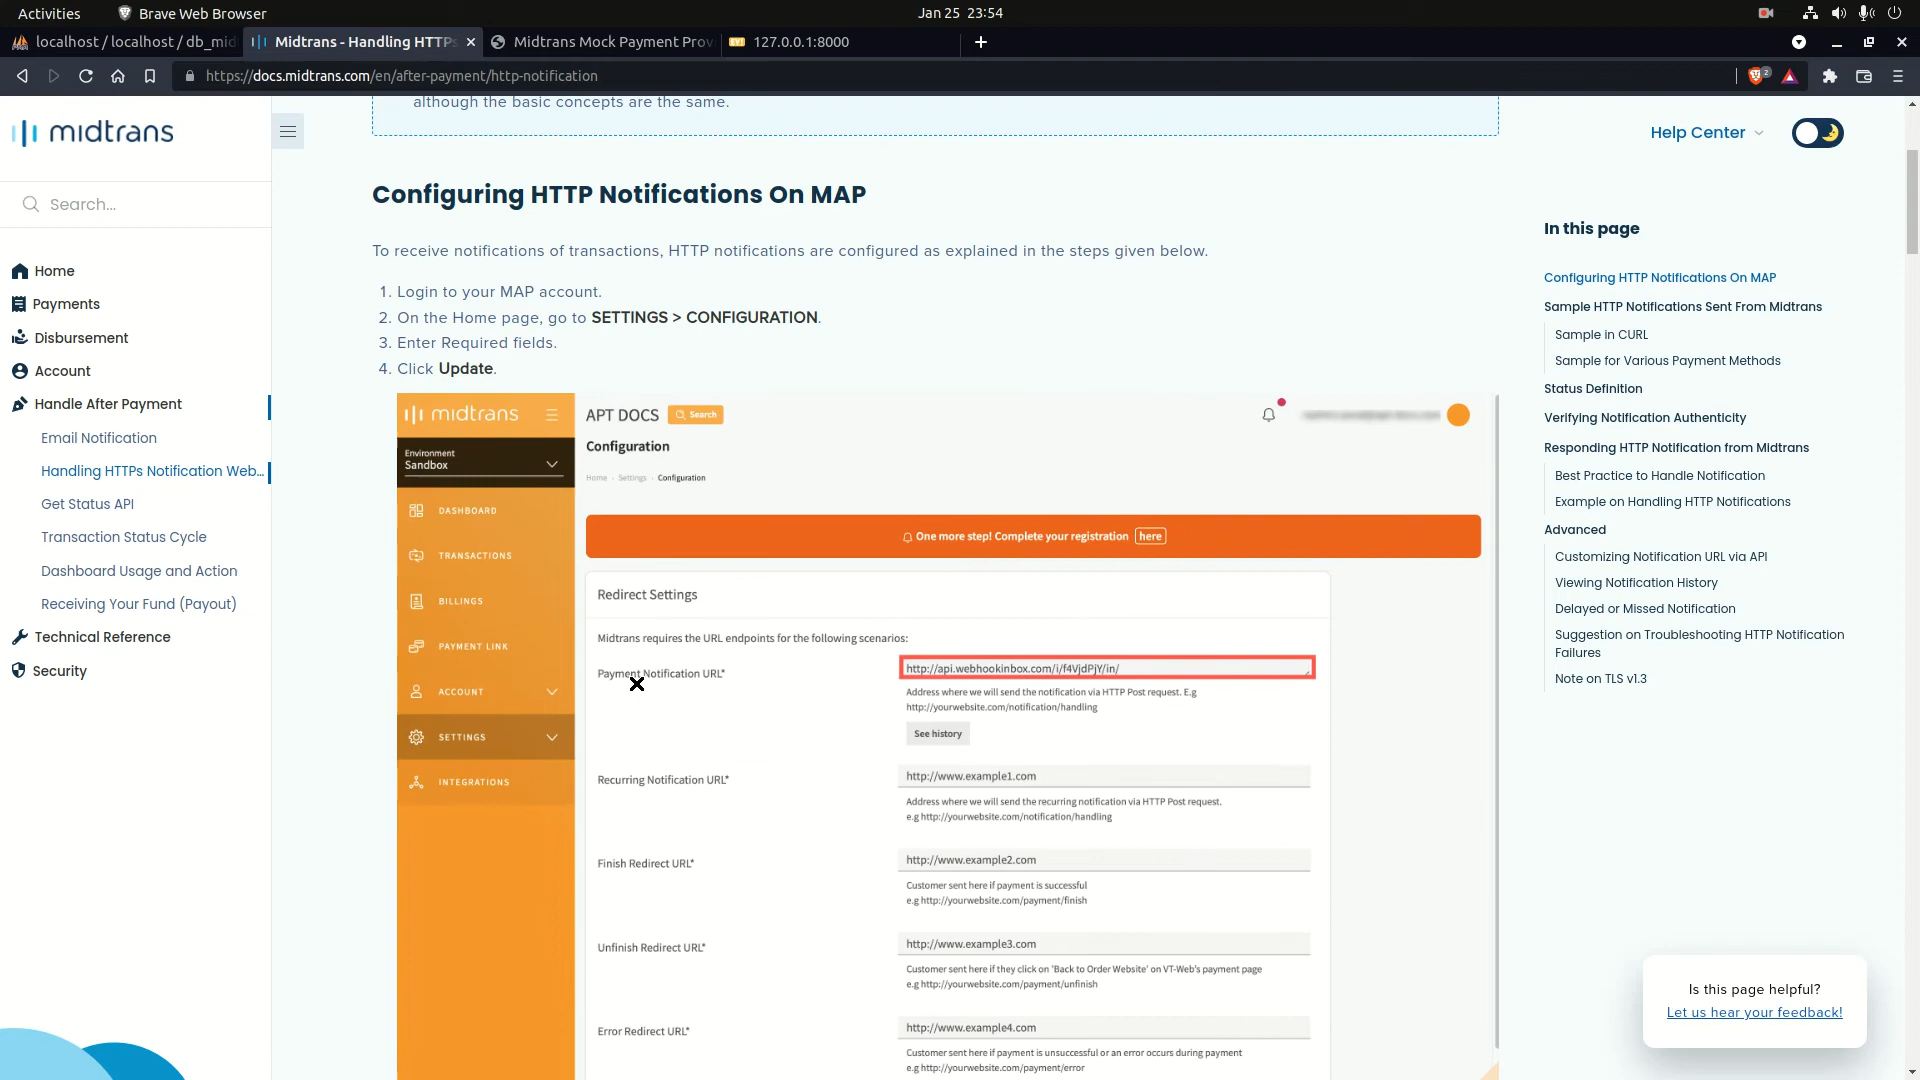 Activities
Brave Web Browser
Jan 25 23:54
localhost / localhost / db_mid
Midtrans - Handling HTTPs
Midtrans Mock Payment Prov
127.0.0.1:8000
https://docs.midtrans.com/en/after-payment/http-notification
2
midtrans
Search...
Home
Payments
Disbursement
Account
Handle After Payment
Email Notification
Handling HTTPs Notification Web...
Get Status API
Transaction Status Cycle
Dashboard Usage and Action
Receiving Your Fund (Payout)
Technical Reference
Security
although the basic concepts are the same.
Configuring HTTP Notifications On MAP
To receive notifications of transactions, HTTP notifications are configured as explained in the steps given below.
1. Login to your MAP account.
2. On the Home page, go to SETTINGS > CONFIGURATION.
3. Enter Required fields.
4. Click Update.
midtrans
Environment
Sandbox
DASHBOARD
TRANSACTIONS
BILLINGS
PAYMENT LINK
ACCOUNT
SETTINGS
INTEGRATIONS
APT DOCS
Search
Configuration
Home - Settings - Configuration
One more step! Complete your registration here
Redirect Settings
Midtrans requires the URL endpoints for the following scenarios:
Payment Notification URL*
http://api.webhookinbox.com/i/f4VjdPjY/in/
Address where we will send the notification via HTTP Post request. E.g
http://yourwebsite.com/notification/handling
See history
Recurring Notification URL*
http://www.example1.com
Address where we will send the recurring notification via HTTP Post request.
e.g http://yourwebsite.com/notification/handling
Finish Redirect URL*
http://www.example2.com
Customer sent here if payment is successful
e.g http://yourwebsite.com/payment/finish
Unfinish Redirect URL*
http://www.example3.com
Customer sent here if they click on 'Back to Order Website' on VT-Web's payment page
e.g http://yourwebsite.com/payment/unfinish
Error Redirect URL*
http://www.example4.com
Customer sent here if payment is unsuccessful or an error occurs during payment
e.g http://yourwebsite.com/payment/error
Help Center
In this page
Configuring HTTP Notifications On MAP
Sample HTTP Notifications Sent From Midtrans
Sample in CURL
Sample for Various Payment Methods
Status Definition
Verifying Notification Authenticity
Responding HTTP Notification from Midtrans
Best Practice to Handle Notification
Example on Handling HTTP Notifications
Advanced
Customizing Notification URL via API
Viewing Notification History
Delayed or Missed Notification
Suggestion on Troubleshooting HTTP Notification
Failures
Note on TLS v1.3
Is this page helpful?
Let us hear your feedback!